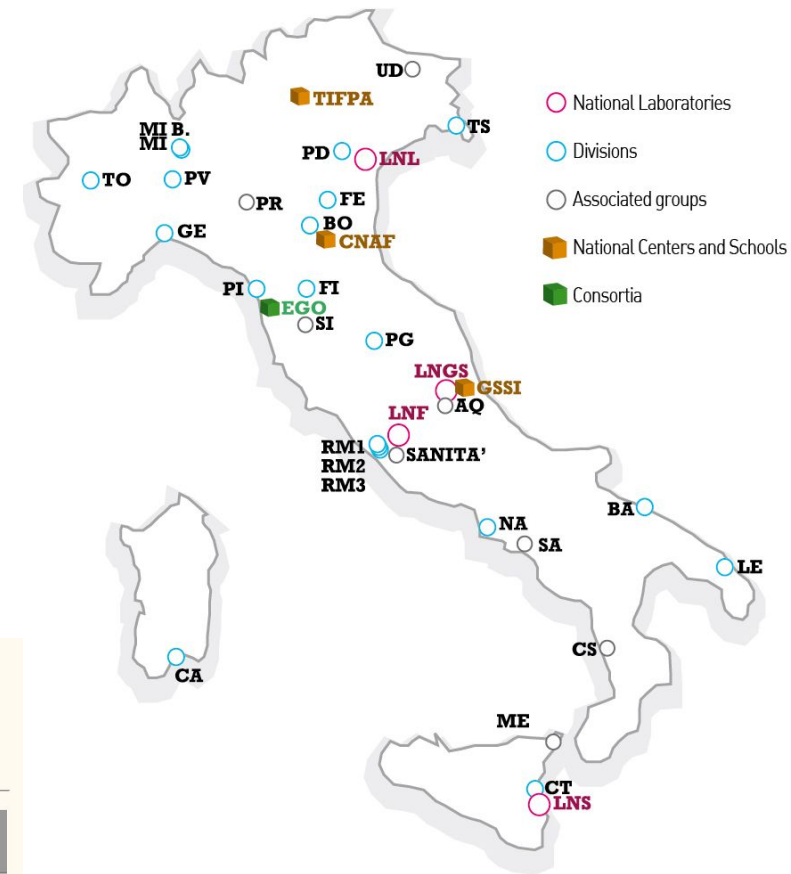 UD
TIFPA
National Laboratories
MI B.
MI
TS
PD
LNL
Divisions
TO
PV
FE
PR
Associated groups
BO
GE
CNAF
National Centers and Schools
PI
FI
EGO
Consortia
SI
PG
LNGS
GSSI
AQ
LNF
RM1
SANITA’
RM2
RM3
BA
NA
SA
LE
CS
CA
ME
CT
LNS